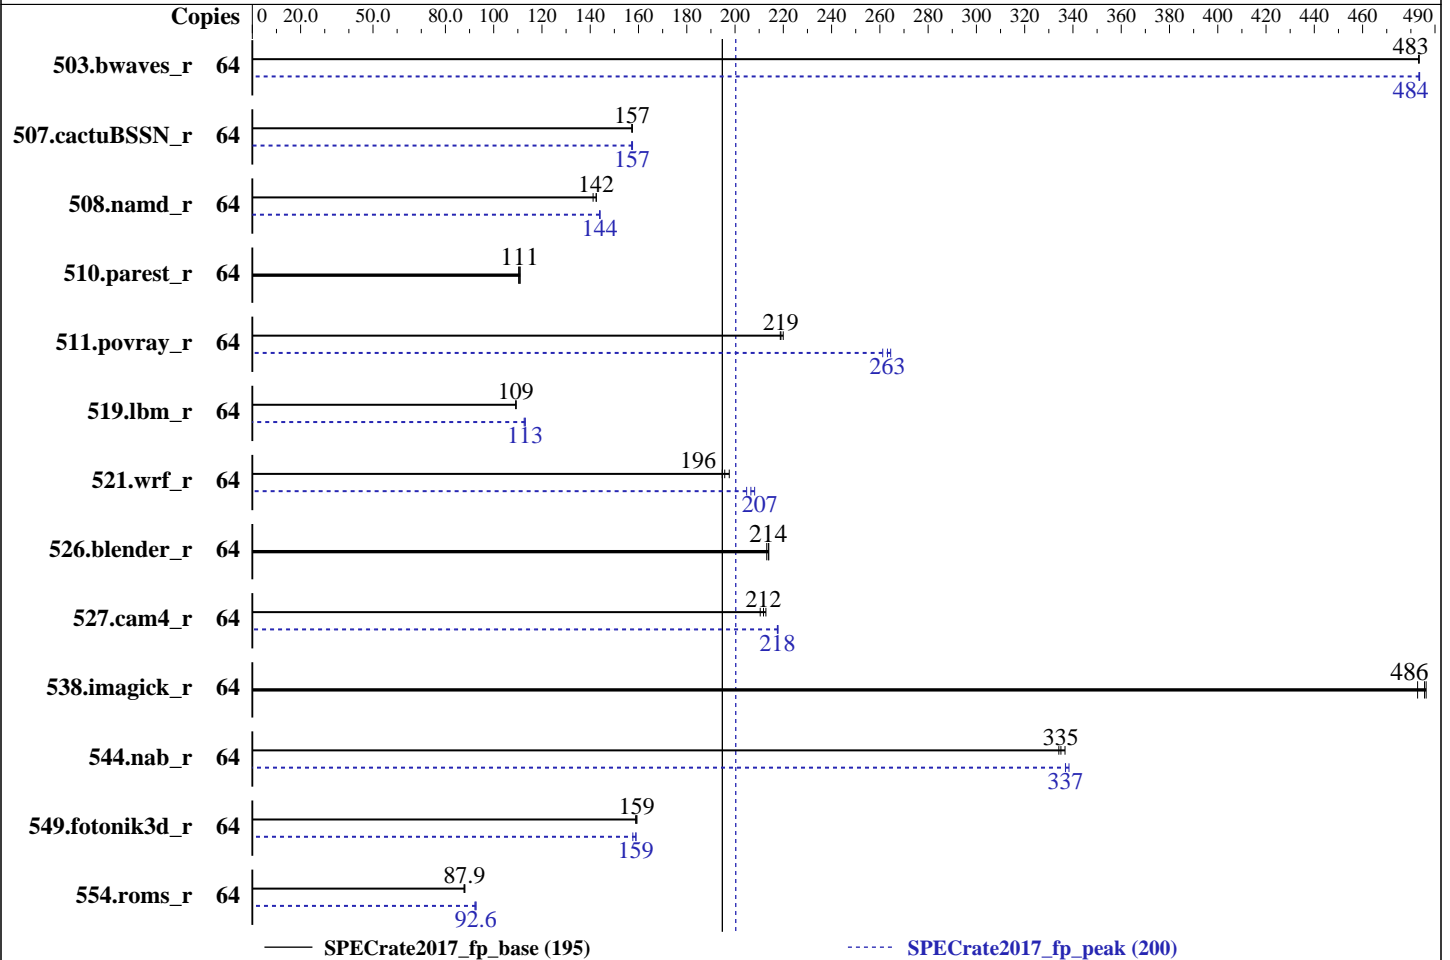 Copies 0 20.0 50.0 80.0 100 120 140 160 180 200 220 240 260 280 300 320 340 360 380 400 420 440 460 490
503.bwaves_r 64 483
484
507.cactuBSSN_r 64 157
157
508.namd_r 64 142
144
510.parest_r 64 111
511.povray_r 64 219
263
519.lbm_r 64 109
113
521.wrf_r 64 196
207
526.blender_r 64 214
527.cam4_r 64 212
218
538.imagick_r 64 486
544.nab_r 64 335
337
549.fotonik3d_r 64 159
159
554.roms_r 64 87.9
92.6
SPECrate2017_fp_base (195) SPECrate2017_fp_peak (200)